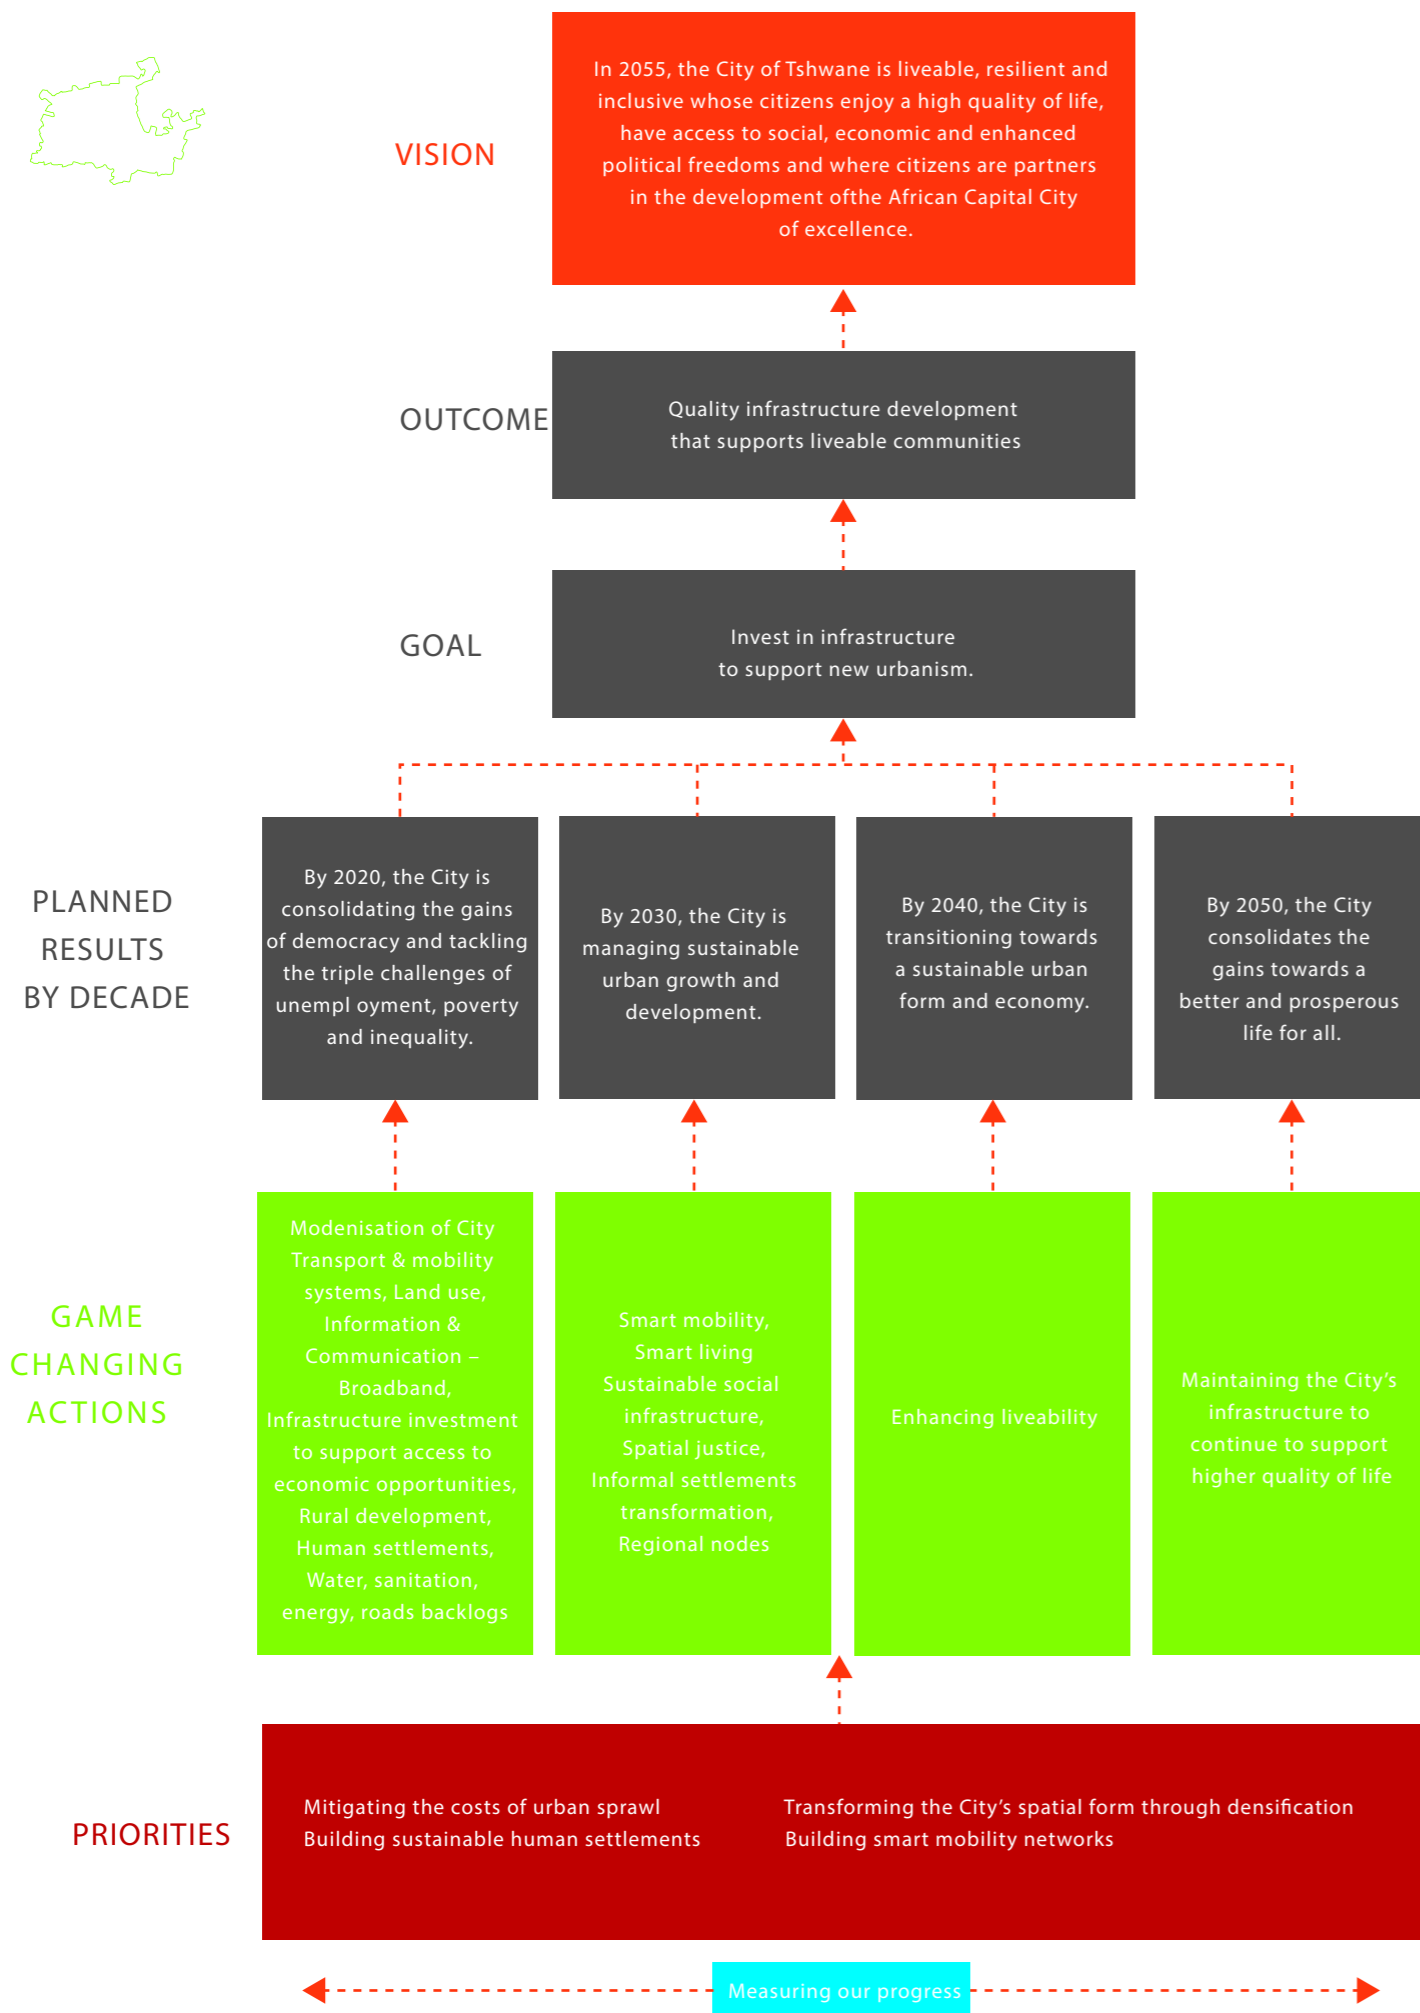 VISION
In 2055, the City of Tshwane is liveable, resilient and
inclusive whose citizens enjoy a high quality of life,
have access to social, economic and enhanced
political freedoms and where citizens are partners
in the development ofthe African Capital City
of excellence.
OUTCOME
Quality infrastructure development
that supports liveable communities
GOAL
Invest in infrastructure
to support new urbanism.
PLANNED
RESULTS
BY DECADE
By 2020, the City is
consolidating the gains
of democracy and tackling
the triple challenges of
unempl oyment, poverty
and inequality.
By 2030, the City is
managing sustainable
urban growth and
development.
By 2040, the City is
transitioning towards
a sustainable urban
form and economy.
By 2050, the City
consolidates the
gains towards a
better and prosperous
life for all.
GAME
CHANGING
ACTIONS
Modenisation of City
Transport & mobility
systems, Land use,
Information &
Communication –
Broadband,
Infrastructure investment
to support access to
economic opportunities,
Rural development,
Human settlements,
Water, sanitation,
energy, roads backlogs
Smart mobility,
Smart living
Sustainable social
infrastructure,
Spatial justice,
Informal settlements
transformation,
Regional nodes
Enhancing liveability
Maintaining the City’s
infrastructure to
continue to support
higher quality of life
PRIORITIES
Mitigating the costs of urban sprawl
Building sustainable human settlements
Transforming the City’s spatial form through densification
Building smart mobility networks
Measuring our progress